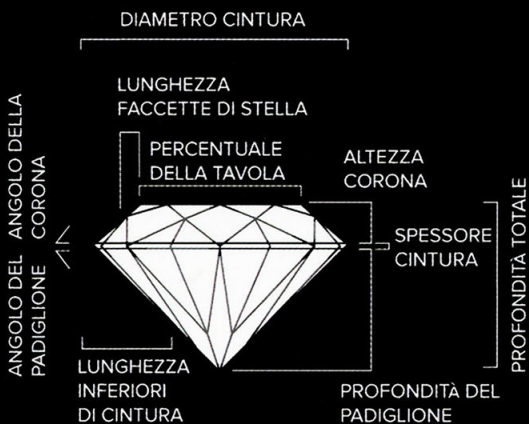 DIAMETRO CINTURA
LUNGHEZZA
FACCETTE DI STELLA
PERCENTUALE
DELLA TAVOLA
ALTEZZA
CORONA
ANGOLO DELLA
CORONA
SPESSORE
CINTURA
PROFONDITÀ TOTALE
ANGOLO DEL
PADIGLIONE
LUNGHEZZA
INFERIORI
DI CINTURA
PROFONDITÀ DEL
PADIGLIONE